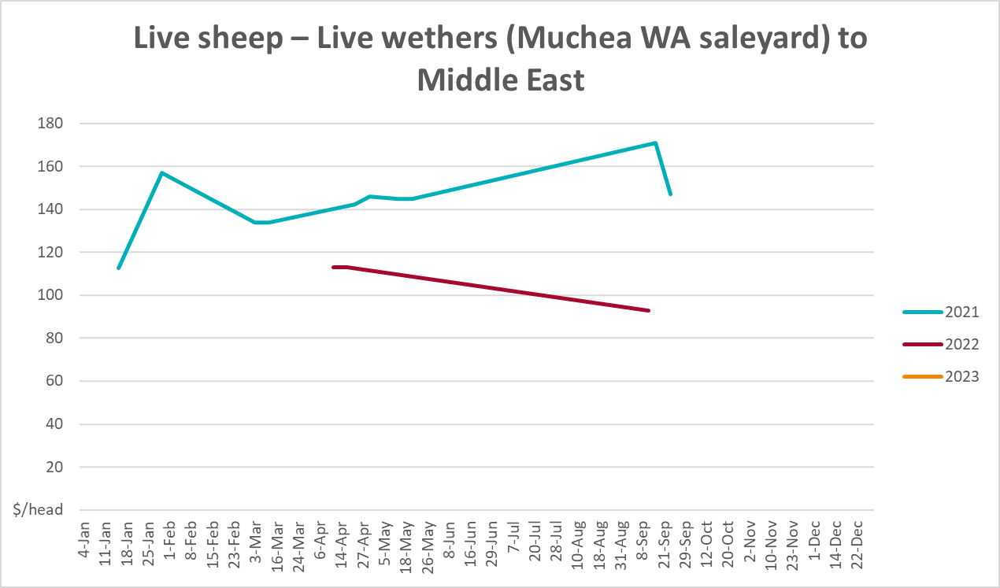 Live sheep – Live wethers (Muchea WA saleyard) to
Middle East
180
160
140
120
100
80
60
40
20
$/head
4-Jan
11-Jan
18-Jan
25-Jan
1-Feb
8-Feb
15-Feb
23-Feb
3-Mar
16-Mar
24-Mar
6-Apr
14-Apr
27-Apr
5-May
18-May
26-May
8-Jun
16-Jun
29-Jun
7-Jul
20-Jul
28-Jul
10-Aug
18-Aug
31-Aug
8-Sep
21-Sep
29-Sep
12-Oct
20-Oct
2-Nov
10-Nov
23-Nov
1-Dec
14-Dec
22-Dec
2021
2022
2023